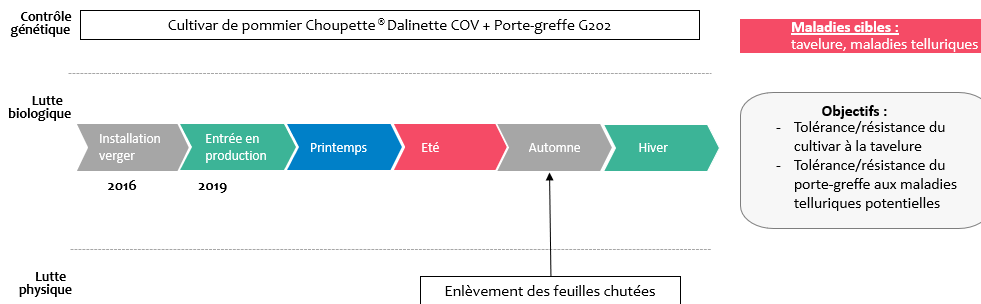 Contrôle
génétique
Cultivar de pommier Choupette ® Dalinette COV + Porte-greffe G202
Maladies cibles :
tavelure, maladies telluriques
Lutte
biologique
Installation
verger
Entrée en
production
Printemps
Eté
Automne
Hiver
2016
2019
Objectifs :
- Tolérance/résistance du
cultivar à la tavelure
- Tolérance/résistance du
porte-greffe aux maladies
telluriques potentielles
Lutte
physique
Enlèvement des feuilles chutées